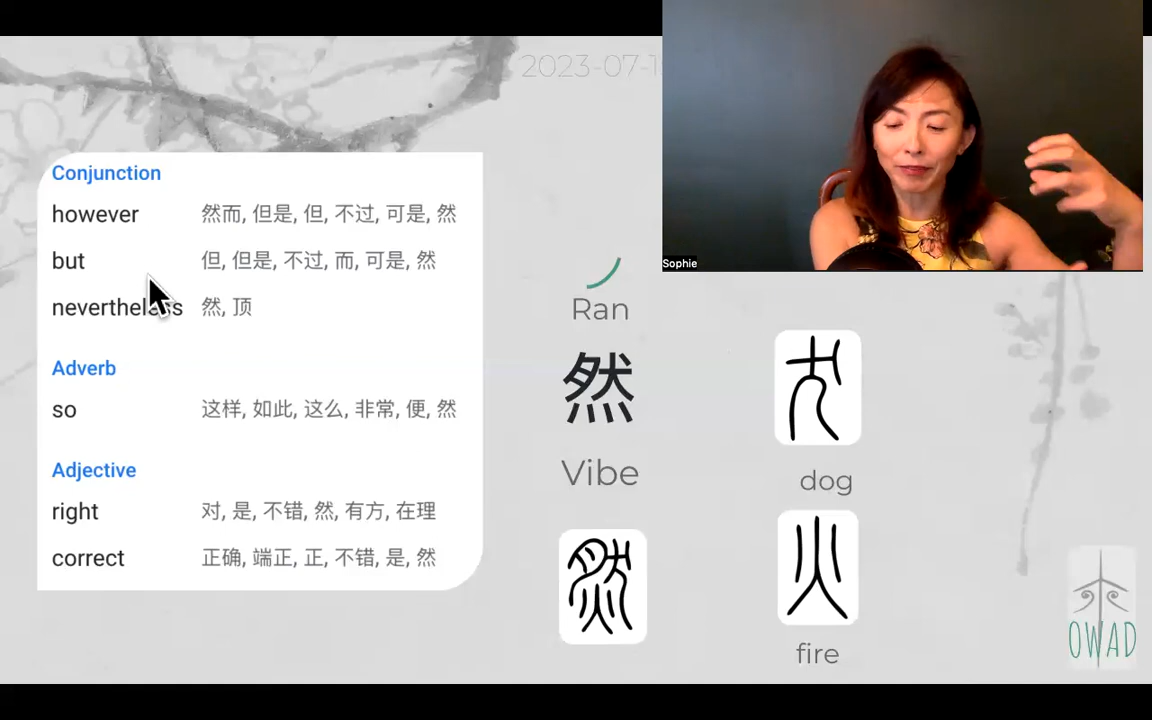 2023-07-1
Sophie
Conjunction
however 然而, 但是, 但, 不过, 可是, 然
but 但, 但是, 不过, 而, 可是, 然
nevertheless 然, 顶
Adverb
so 这样, 如此, 这么, 非常, 便, 然
Adjective
right 对, 是, 不错, 然, 有方, 在理
correct 正确, 端正, 正, 不错, 是, 然
Ran
然
Vibe
然
犬
dog
火
fire
OWAD